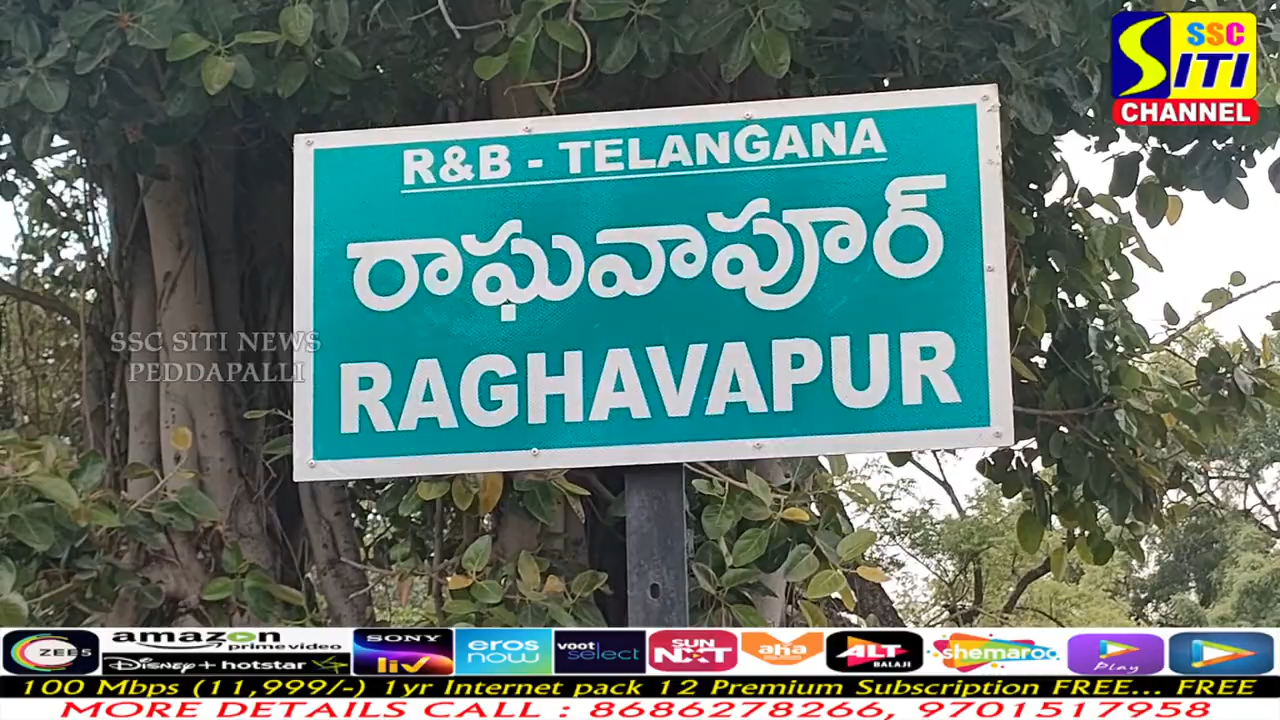 SSC
SITI
CHANNEL
R&B - TELANGANA
రాఘవాపూర్
RAGHAVAPUR
SSC SITI NEWS
PEDDAPALLI
ZEE5
amazon
prime video
Disney+ hotstar
SONY
liv
eros
now
voot
select
SUN
NXT
aha
ALT
BALAJI
shemaroo
Play
100 Mbps (11,999/-) 1yr Internet pack 12 Premium Subscription FREE... FREE
MORE DETAILS CALL : 8686278266, 9701517958